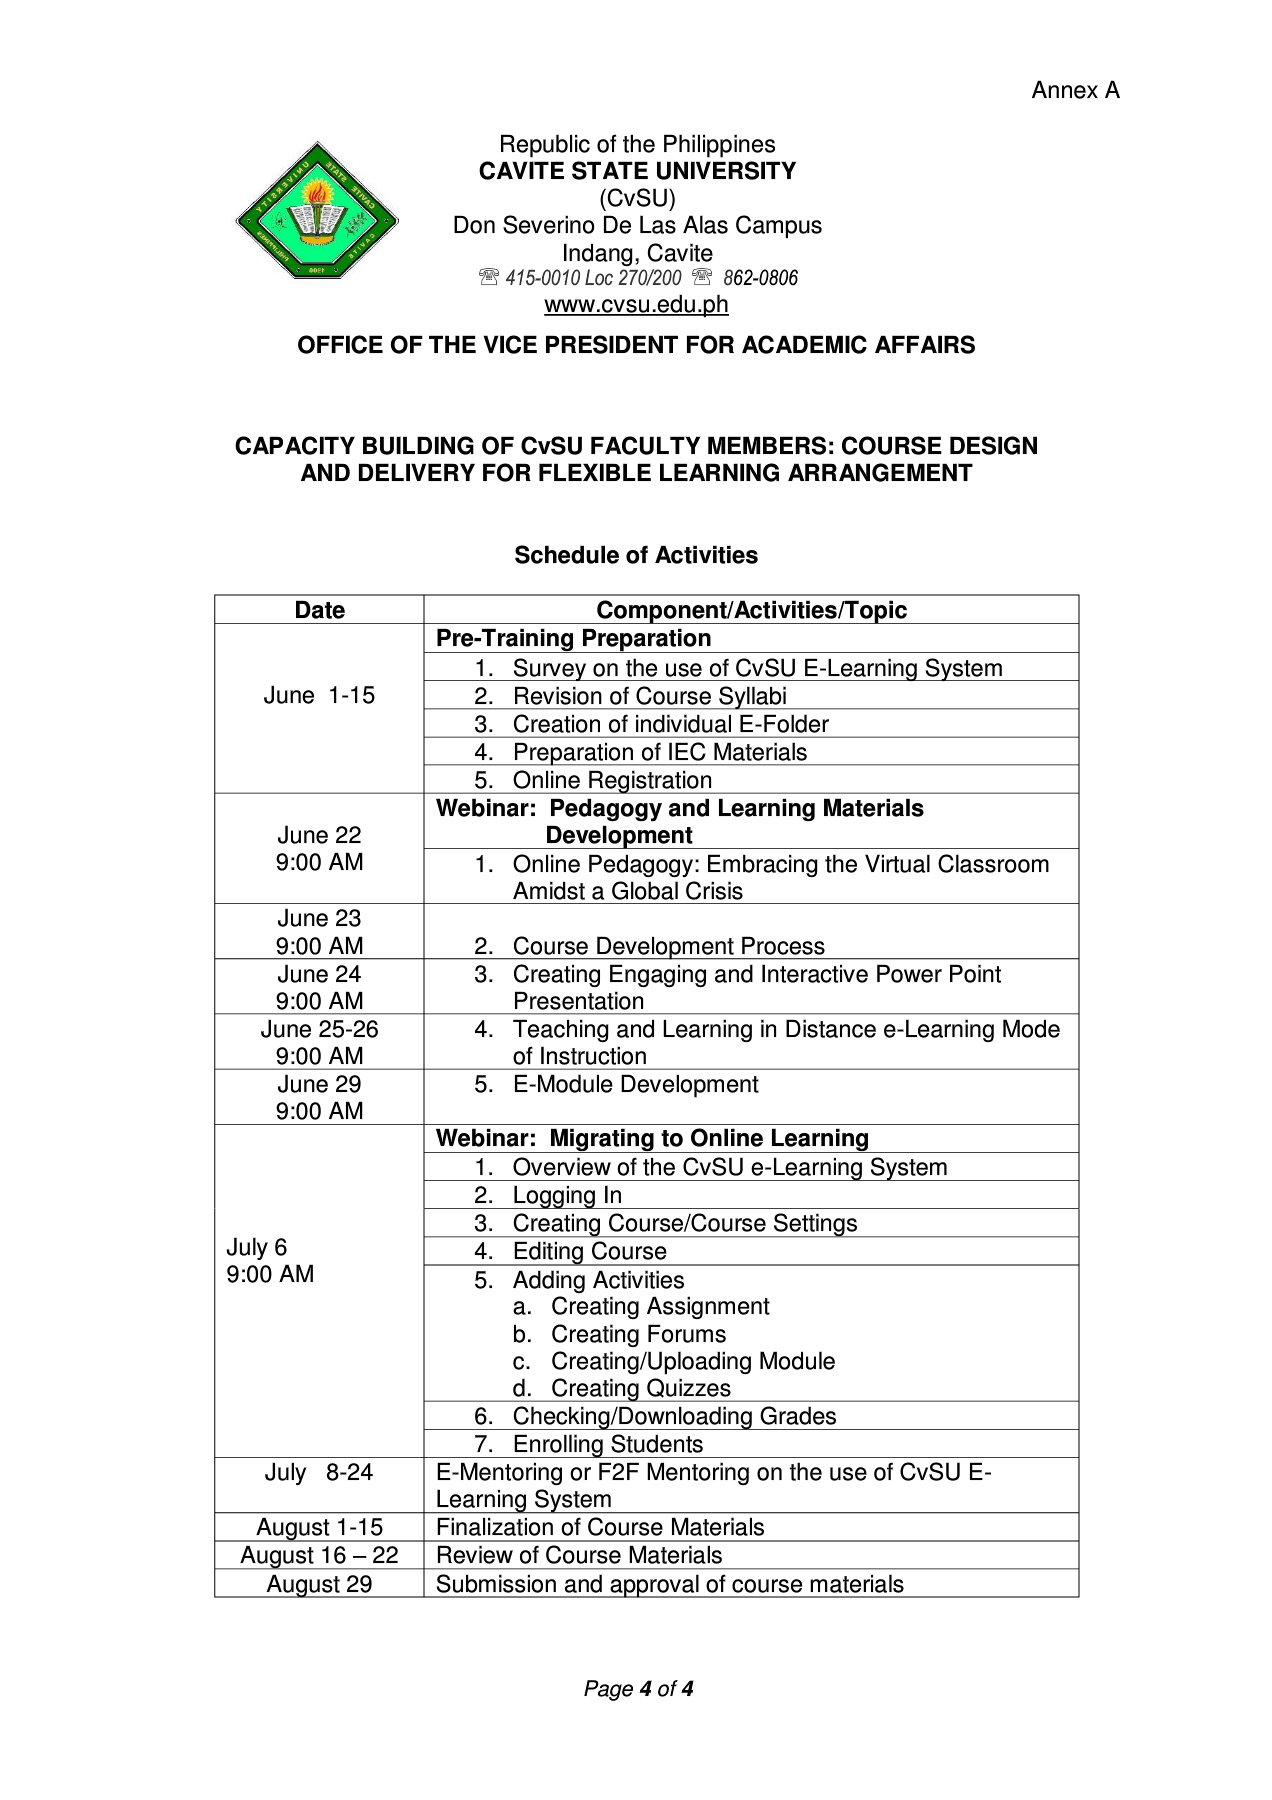 Annex A
Republic of the Philippines
CAVITE STATE UNIVERSITY
(CvSU)
Don Severino De Las Alas Campus
Indang, Cavite
☏ 415-0010 Loc 270/200 ☏ 862-0806
www.cvsu.edu.ph
CAVITE STATE UNIVERSITY
CAVITE PHILIPPINES
1906
OFFICE OF THE VICE PRESIDENT FOR ACADEMIC AFFAIRS
CAPACITY BUILDING OF CvSU FACULTY MEMBERS: COURSE DESIGN
AND DELIVERY FOR FLEXIBLE LEARNING ARRANGEMENT
Schedule of Activities
Date Component/Activities/Topic
Pre-Training Preparation
1. Survey on the use of CvSU E-Learning System
June 1-15 2. Revision of Course Syllabi
3. Creation of individual E-Folder
4. Preparation of IEC Materials
5. Online Registration
Webinar: Pedagogy and Learning Materials
June 22 Development
9:00 AM 1. Online Pedagogy: Embracing the Virtual Classroom
Amidst a Global Crisis
June 23
9:00 AM 2. Course Development Process
June 24 3. Creating Engaging and Interactive Power Point
9:00 AM Presentation
June 25-26 4. Teaching and Learning in Distance e-Learning Mode
9:00 AM of Instruction
June 29 5. E-Module Development
9:00 AM
Webinar: Migrating to Online Learning
1. Overview of the CvSU e-Learning System
2. Logging In
3. Creating Course/Course Settings
July 6 4. Editing Course
9:00 AM 5. Adding Activities
a. Creating Assignment
b. Creating Forums
c. Creating/Uploading Module
d. Creating Quizzes
6. Checking/Downloading Grades
7. Enrolling Students
July 8-24 E-Mentoring or F2F Mentoring on the use of CvSU E-
Learning System
August 1-15 Finalization of Course Materials
August 16 – 22 Review of Course Materials
August 29 Submission and approval of course materials
Page 4 of 4